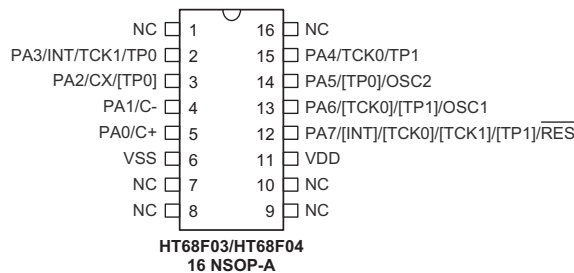 NC 1 16 NC
PA3/INT/TCK1/TP0 2 15 PA4/TCK0/TP1
PA2/CX/[TP0] 3 14 PA5/[TP0]/OSC2
PA1/C- 4 13 PA6/[TCK0]/[TP1]/OSC1
PA0/C+ 5 12 PA7/[INT]/[TCK0]/[TCK1]/[TP1]/RES
VSS 6 11 VDD
NC 7 10 NC
NC 8 9 NC
HT68F03/HT68F04
16 NSOP-A